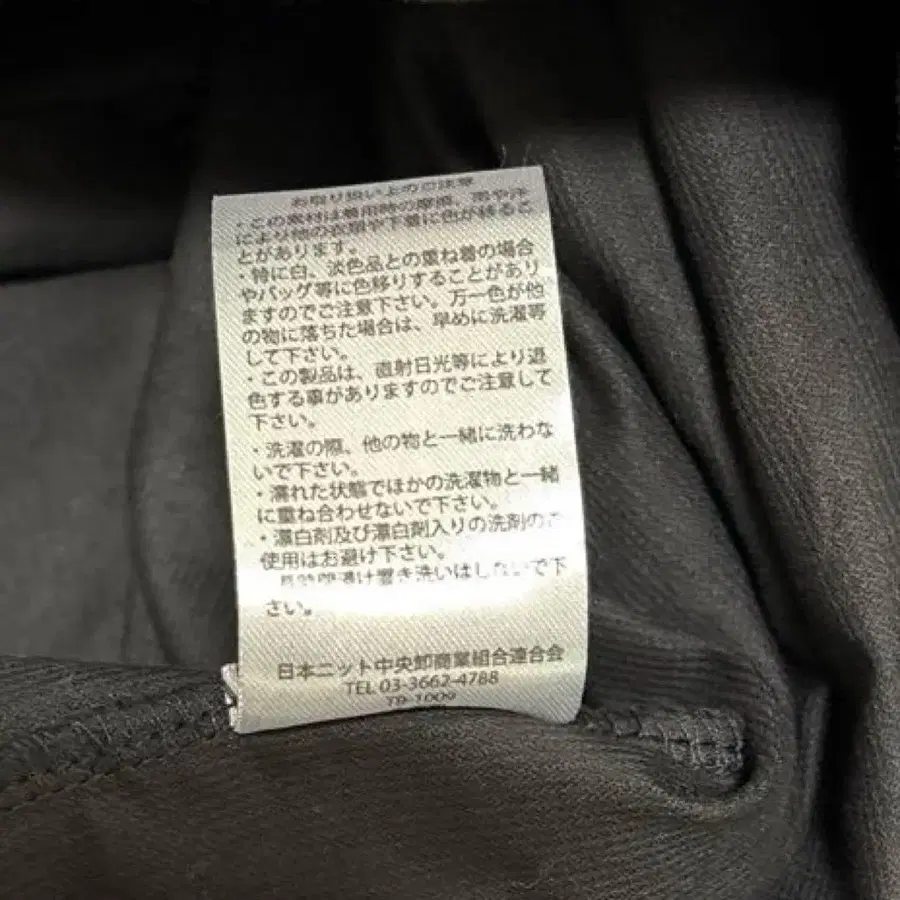 お取り扱い上のご注意
・この素材は着用時の摩擦、雨や汗
により他の衣類や下着に色が移るこ
とがあります。
・特に白、淡色品との重ね着の場合
やバッグ等に色移りすることがあり
ますのでご注意下さい。万一色が他
の物に落ちた場合は、早めに洗濯等
して下さい。
・この製品は、直射日光等により退
色する事がありますのでご注意して
下さい。
・洗濯の際、他の物と一緒に洗わな
いで下さい。
・濡れた状態でほかの洗濯物と一緒
に重ね合わせないで下さい。
・漂白剤及び漂白剤入りの洗剤のご
使用はお避け下さい。
長時間漬け置き洗いはしないで下
さい。
日本ニット中央卸商業組合連合会
TEL 03-3662-4788
T9-1009